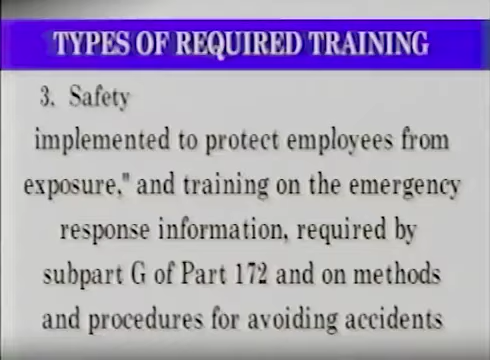 TYPES OF REQUIRED TRAINING
3. Safety
implemented to protect employees from
exposure," and training on the emergency
response information, required by
subpart G of Part 172 and on methods
and procedures for avoiding accidents